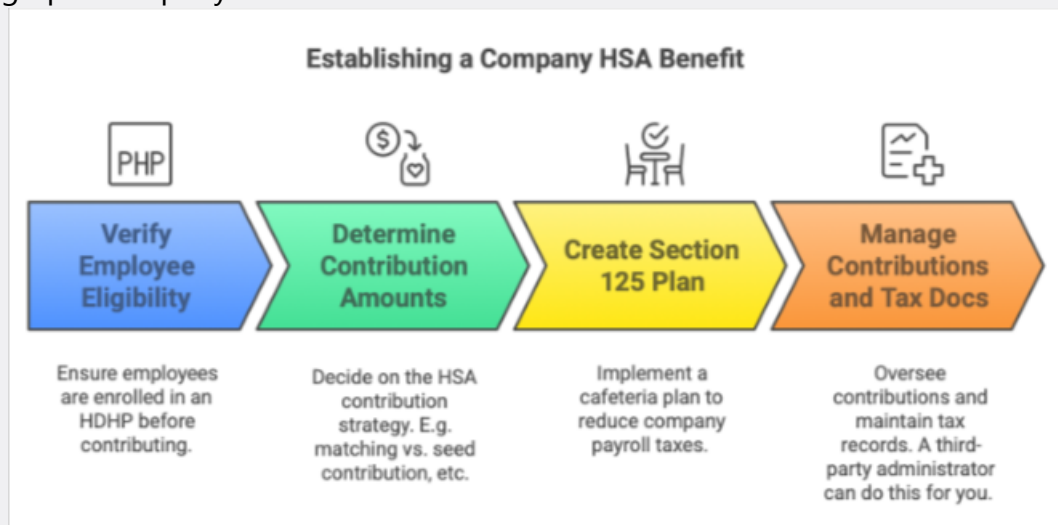 Establishing a Company HSA Benefit
PHP
$
Verify
Employee
Eligibility
Determine
Contribution
Amounts
Create Section
125 Plan
Manage
Contributions
and Tax Docs
Ensure employees
are enrolled in an
HDHP before
contributing.
Decide on the HSA
contribution
strategy. E.g.
matching vs. seed
contribution, etc.
Implement a
cafeteria plan to
reduce company
payroll taxes.
Oversee
contributions and
maintain tax
records. A third-
party administrator
can do this for you.